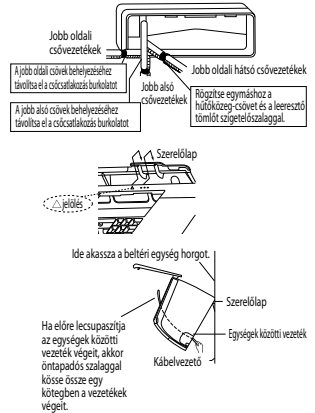 Jobb oldali
csővezetékek
A jobb oldali csövek behelyezéséhez
távolítsa el a csőcsatlakozás burkolatot
A jobb alsó csövek behelyezéséhez
távolítsa el a csőcsatlakozás burkolatot
Jobb alsó
csővezetékek
Jobb oldali hátsó csővezetékek
Rögzítse egymáshoz a
hűtőközeg-csövet és a leeresztő
tömlőt szigetelőszalaggal.
Szerelőlap
△jelölés
Ide akassza a beltéri egység horgot.
Szerelőlap
Egységek közötti vezeték
Kábelvezető
Ha előre lecsupaszítja
az egységek közötti
vezeték végeit, akkor
öntapadós szalaggal
kösse össze egy
kötegben a vezetékek
végeit.